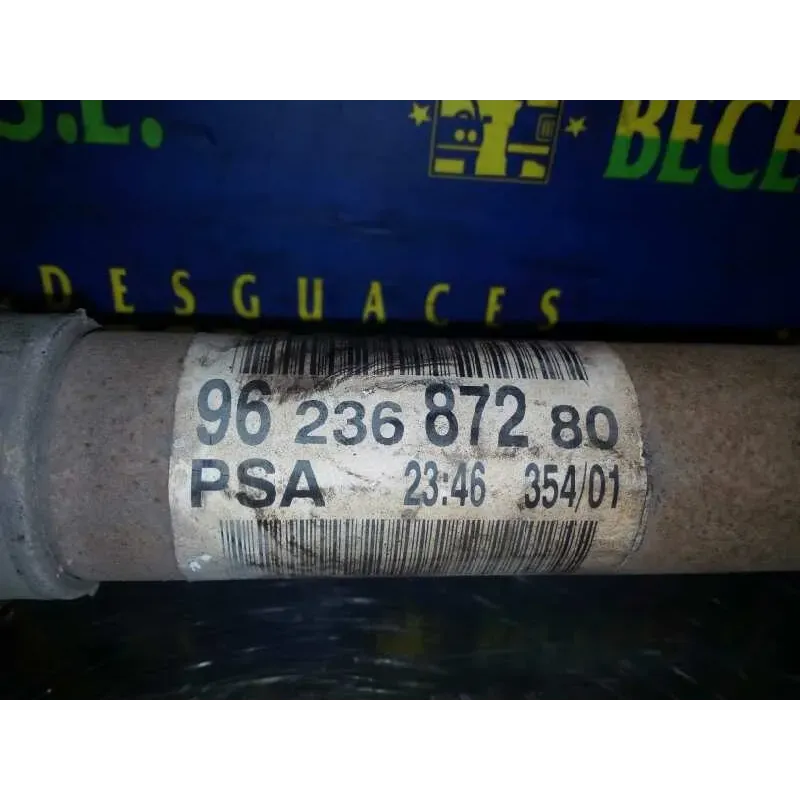 S.L.
BECE
DESGUACES
96 236 872 80
PSA 23:46 354/01